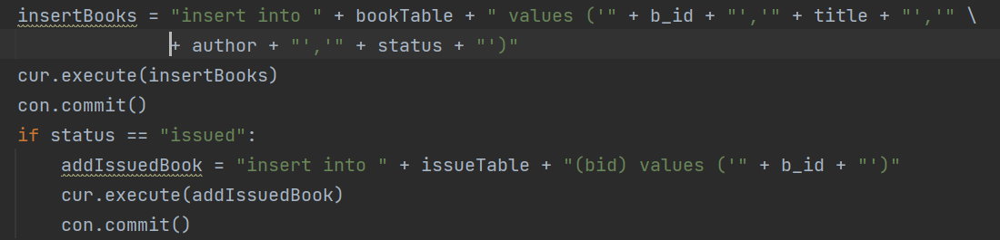 insertBooks = "insert into " + bookTable + " values ('" + b_id + "','" + title + "','" \
+ author + "','" + status + "')"
cur.execute(insertBooks)
con.commit()
if status == "issued":
addIssuedBook = "insert into " + issueTable + "(bid) values ('" + b_id + "')"
cur.execute(addIssuedBook)
con.commit()